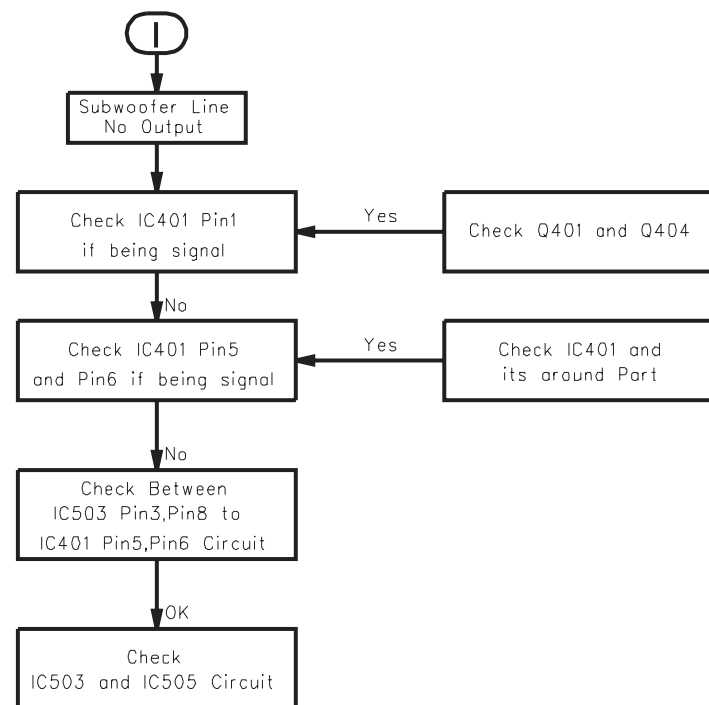 I
Subwoofer Line
No Output
Check IC401 Pin1
if being signal
Yes
Check Q401 and Q404
No
Check IC401 Pin5
and Pin6 if being signal
Yes
Check IC401 and
its around Part
No
Check Between
IC503 Pin3,Pin8 to
IC401 Pin5,Pin6 Circuit
OK
Check
IC503 and IC505 Circuit